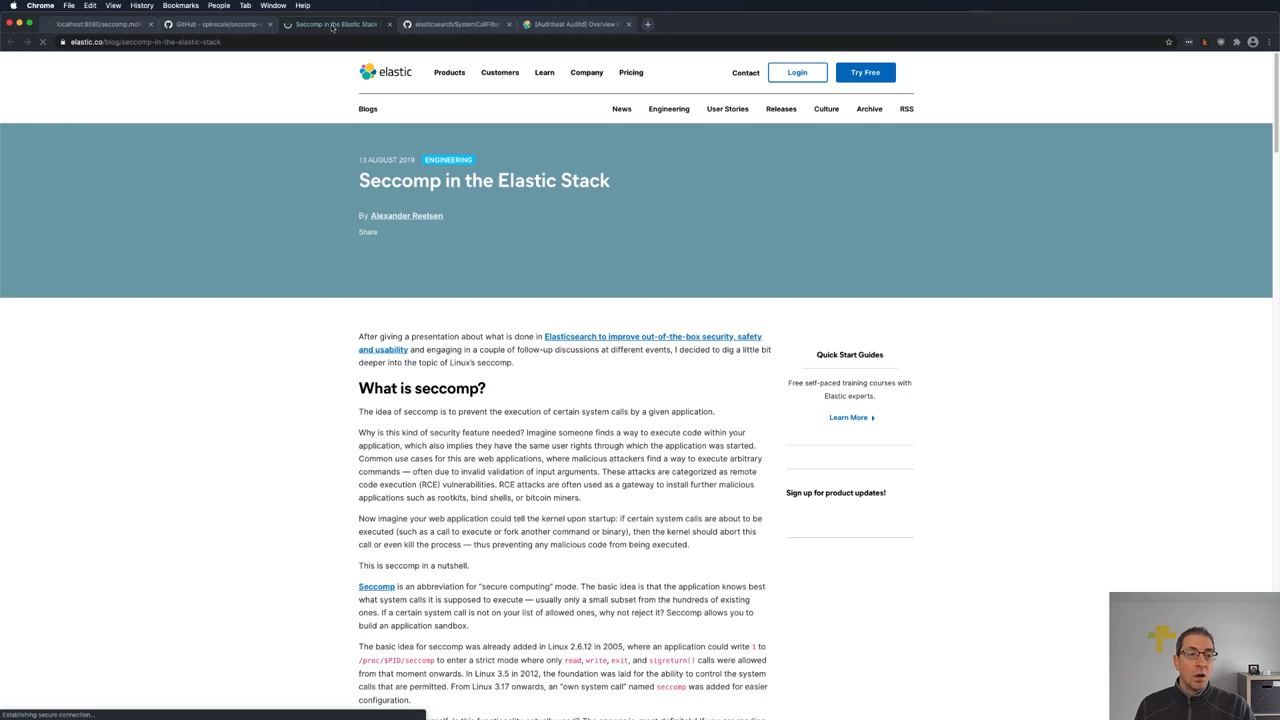 Chrome File Edit View History Bookmarks People Tab Window Help
localhost:8080/seccomp.md#/
GitHub - spinscale/seccomp-
Seccomp in the Elastic Stack
elasticsearch/SystemCallFilte
[Auditbeat Auditd] Overview
elastic.co/blog/seccomp-in-the-elastic-stack
elastic Products Customers Learn Company Pricing Contact Login Try Free
Blogs News Engineering User Stories Releases Culture Archive RSS
13 AUGUST 2019 ENGINEERING
Seccomp in the Elastic Stack
By Alexander Reelsen
Share
After giving a presentation about what is done in Elasticsearch to improve out-of-the-box security, safety
and usability and engaging in a couple of follow-up discussions at different events, I decided to dig a little bit
deeper into the topic of Linux's seccomp.
What is seccomp?
The idea of seccomp is to prevent the execution of certain system calls by a given application.
Why is this kind of security feature needed? Imagine someone finds a way to execute code within your
application, which also implies they have the same user rights through which the application was started.
Common use cases for this are web applications, where malicious attackers find a way to execute arbitrary
commands — often due to invalid validation of input arguments. These attacks are categorized as remote
code execution (RCE) vulnerabilities. RCE attacks are often used as a gateway to install further malicious
applications such as rootkits, bind shells, or bitcoin miners.
Now imagine your web application could tell the kernel upon startup: if certain system calls are about to be
executed (such as a call to execute or fork another command or binary), then the kernel should abort this
call or even kill the process — thus preventing any malicious code from being executed.
This is seccomp in a nutshell.
Seccomp is an abbreviation for "secure computing" mode. The basic idea is that the application knows best
what system calls it is supposed to execute — usually only a small subset from the hundreds of existing
ones. If a certain system call is not on your list of allowed ones, why not reject it? Seccomp allows you to
build an application sandbox.
The basic idea for seccomp was already added in Linux 2.6.12 in 2005, where an application could write 1 to
/proc/$PID/seccomp to enter a strict mode where only read, write, exit, and sigreturn() calls were allowed
from that moment onwards. In Linux 3.5 in 2012, the foundation was laid for the ability to control the system
calls that are permitted. From Linux 3.17 onwards, an "own system call" named seccomp was added for easier
configuration.
Quick Start Guides
Free self-paced training courses with
Elastic experts.
Learn More
Sign up for product updates!
Establishing secure connection...